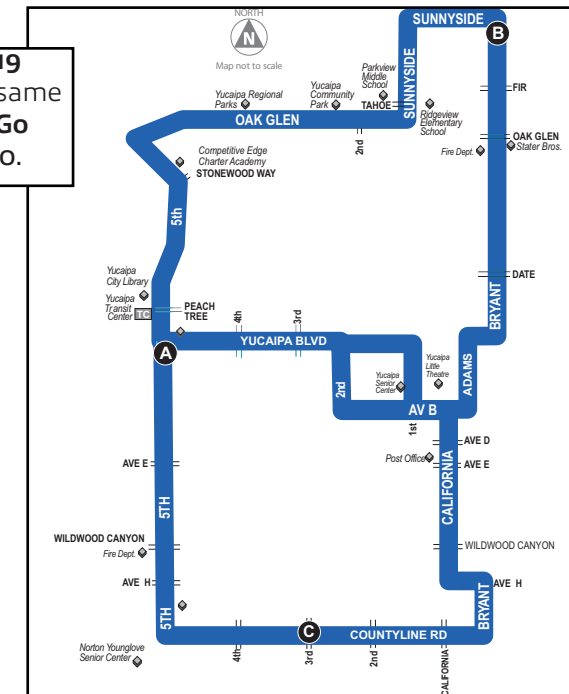 19
same
Go
o.
NORTH
N
Map not to scale
SUNNYSIDE
B
SUNNYSIDE
Parkview
Middle
School
TAHOE
Yucaipa
Community
Park
Yucaipa Regional
Parks
OAK GLEN
2nd
Ridgeview
Elementary
School
FIR
OAK GLEN
Stater Bros.
Fire Dept.
Competitive Edge
Charter Academy
STONEWOOD WAY
5th
DATE
BRYANT
Yucaipa
City Library
Yucaipa
Transit
Center
TC
PEACH
TREE
4th
3rd
YUCAIPA BLVD
A
2nd
Yucaipa
Senior
Center
Yucaipa
Little
Theatre
ADAMS
AV B
1st
AVE D
Post Office
AVE E
CALIFORNIA
AVE E
5TH
WILDWOOD CANYON
Fire Dept.
WILDWOOD CANYON
AVE H
AVE H
BRYANT
5TH
C
COUNTYLINE RD
Norton Younglove
Senior Center
4th
3rd
2nd
CALIFORNIA